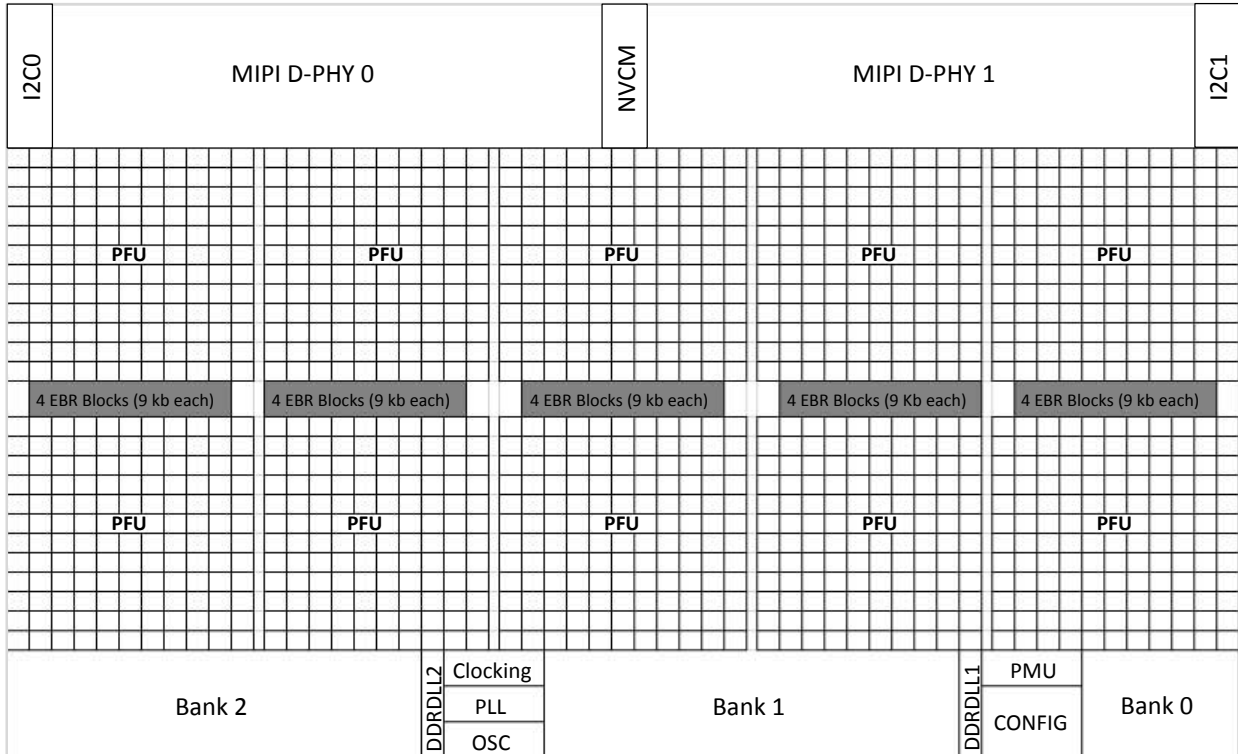 I2C0
MIPI D-PHY 0
NVCM
MIPI D-PHY 1
I2C1
PFU
PFU
PFU
PFU
PFU
4 EBR Blocks (9 kb each)
4 EBR Blocks (9 kb each)
4 EBR Blocks (9 kb each)
4 EBR Blocks (9 Kb each)
4 EBR Blocks (9 kb each)
PFU
PFU
PFU
PFU
PFU
Bank 2
DDRDLL2
Clocking
PLL
OSC
Bank 1
DDRDLL1
PMU
CONFIG
Bank 0